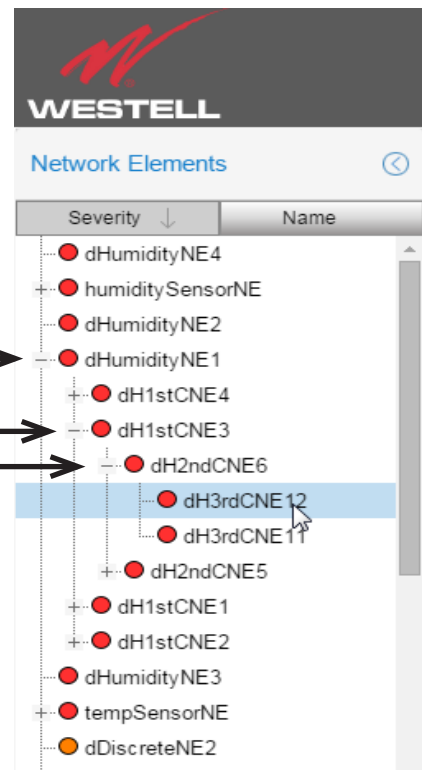 WESTELL
Network Elements
Severity ↓ Name
dHumidityNE4
humiditySensorNE
dHumidityNE2
dHumidityNE1
dH1stCNE4
dH1stCNE3
dH2ndCNE6
dH3rdCNE12
dH3rdCNE11
dH2ndCNE5
dH1stCNE1
dH1stCNE2
dHumidityNE3
tempSensorNE
dDiscreteNE2